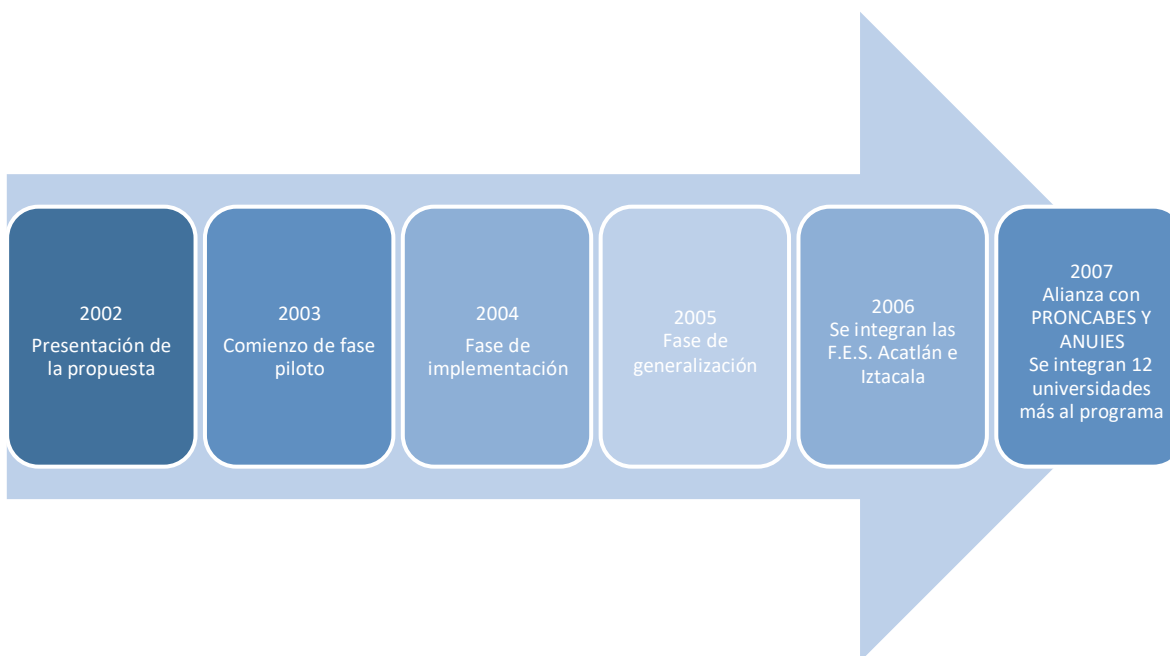 2002
Presentación de
la propuesta
2003
Comienzo de fase
piloto
2004
Fase de
implementación
2005
Fase de
generalización
2006
Se integran las
F.E.S. Acatlán e
Iztacala
2007
Alianza con
PRONCABES Y
ANUIES
Se integran 12
universidades
más al programa